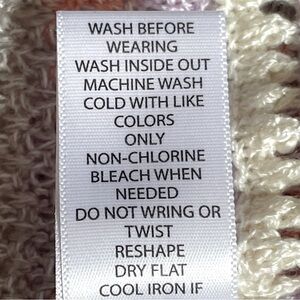 WASH BEFORE
WEARING
WASH INSIDE OUT
MACHINE WASH
COLD WITH LIKE
COLORS
ONLY
NON-CHLORINE
BLEACH WHEN
NEEDED
DO NOT WRING OR
TWIST
RESHAPE
DRY FLAT
COOL IRON IF